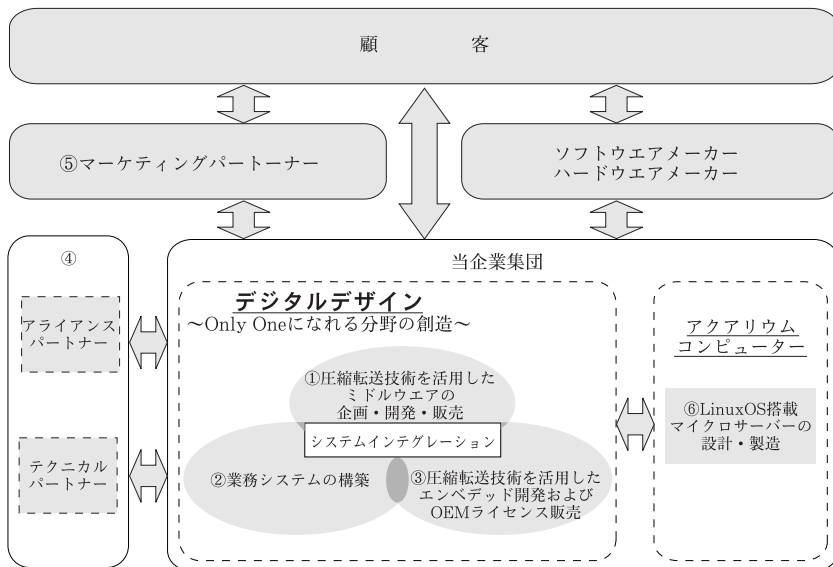 顧客
⑤マーケティングパートーナー
ソフトウエアメーカー
ハードウエアメーカー
④
アライアンス
パートナー
テクニカル
パートナー
当企業集団
デジタルデザイン
～Only Oneになれる分野の創造～
①圧縮転送技術を活用した
ミドルウエアの
企画・開発・販売
システムインテグレーション
②業務システムの構築
③圧縮転送技術を活用した
エンベデッド開発および
OEMライセンス販売
アクアリウム
コンピューター
⑥LinuxOS搭載
マイクロサーバーの
設計・製造